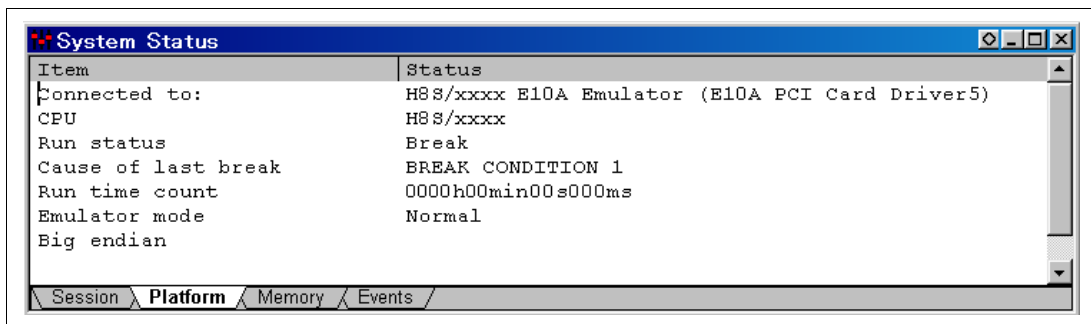 System Status
Item Status
Connected to: H8S/xxxx E10A Emulator (E10A PCI Card Driver5)
CPU H8S/xxxx
Run status Break
Cause of last break BREAK CONDITION 1
Run time count 0000h00min00s000ms
Emulator mode Normal
Big endian
Session Platform Memory Events